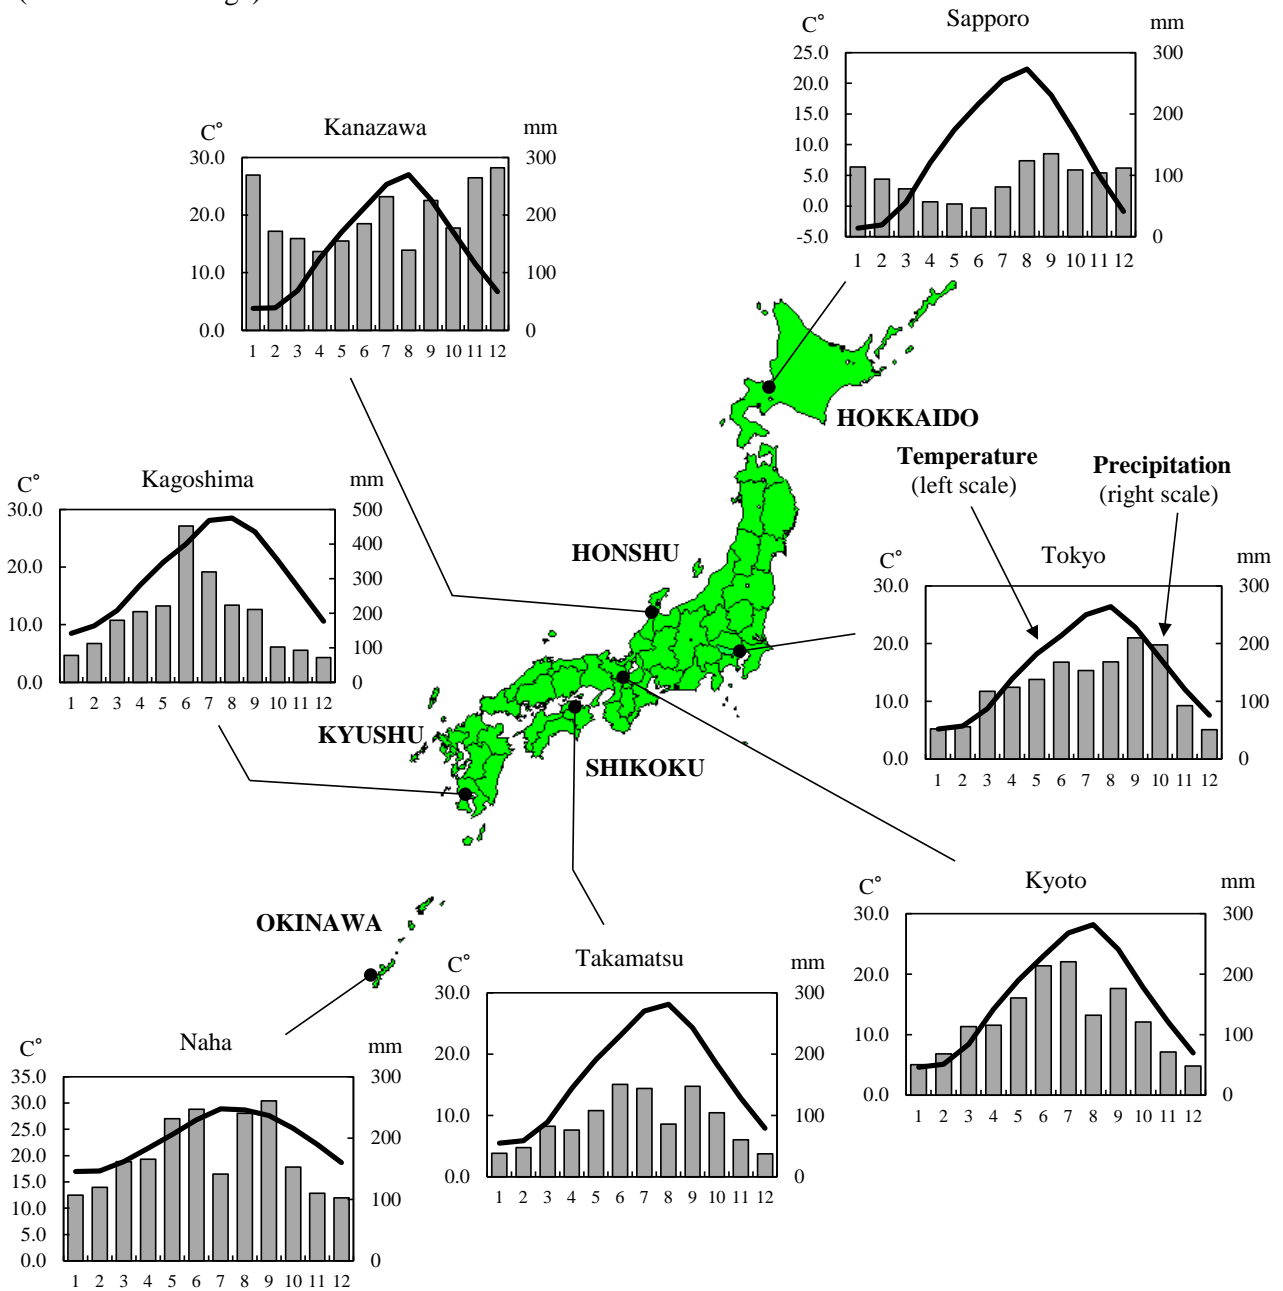 Sapporo
C° mm
25.0 300
20.0
15.0 200
10.0
5.0 100
0.0
-5.0 0
1 2 3 4 5 6 7 8 9 10 11 12
Kanazawa
C° mm
30.0 300
20.0 200
10.0 100
0.0 0
1 2 3 4 5 6 7 8 9 10 11 12
HOKKAIDO
Temperature
(left scale)
Precipitation
(right scale)
Kagoshima
C° mm
30.0 500
400
20.0 300
10.0 200
100
0.0 0
1 2 3 4 5 6 7 8 9 10 11 12
HONSHU
Tokyo
C° mm
30.0 300
20.0 200
10.0 100
0.0 0
1 2 3 4 5 6 7 8 9 10 11 12
KYUSHU
SHIKOKU
OKINAWA
Kyoto
C° mm
30.0 300
20.0 200
10.0 100
0.0 0
1 2 3 4 5 6 7 8 9 10 11 12
Takamatsu
C° mm
30.0 300
20.0 200
10.0 100
0.0 0
1 2 3 4 5 6 7 8 9 10 11 12
Naha
C° mm
35.0 300
30.0
25.0 200
20.0
15.0
10.0 100
5.0
0.0 0
1 2 3 4 5 6 7 8 9 10 11 12